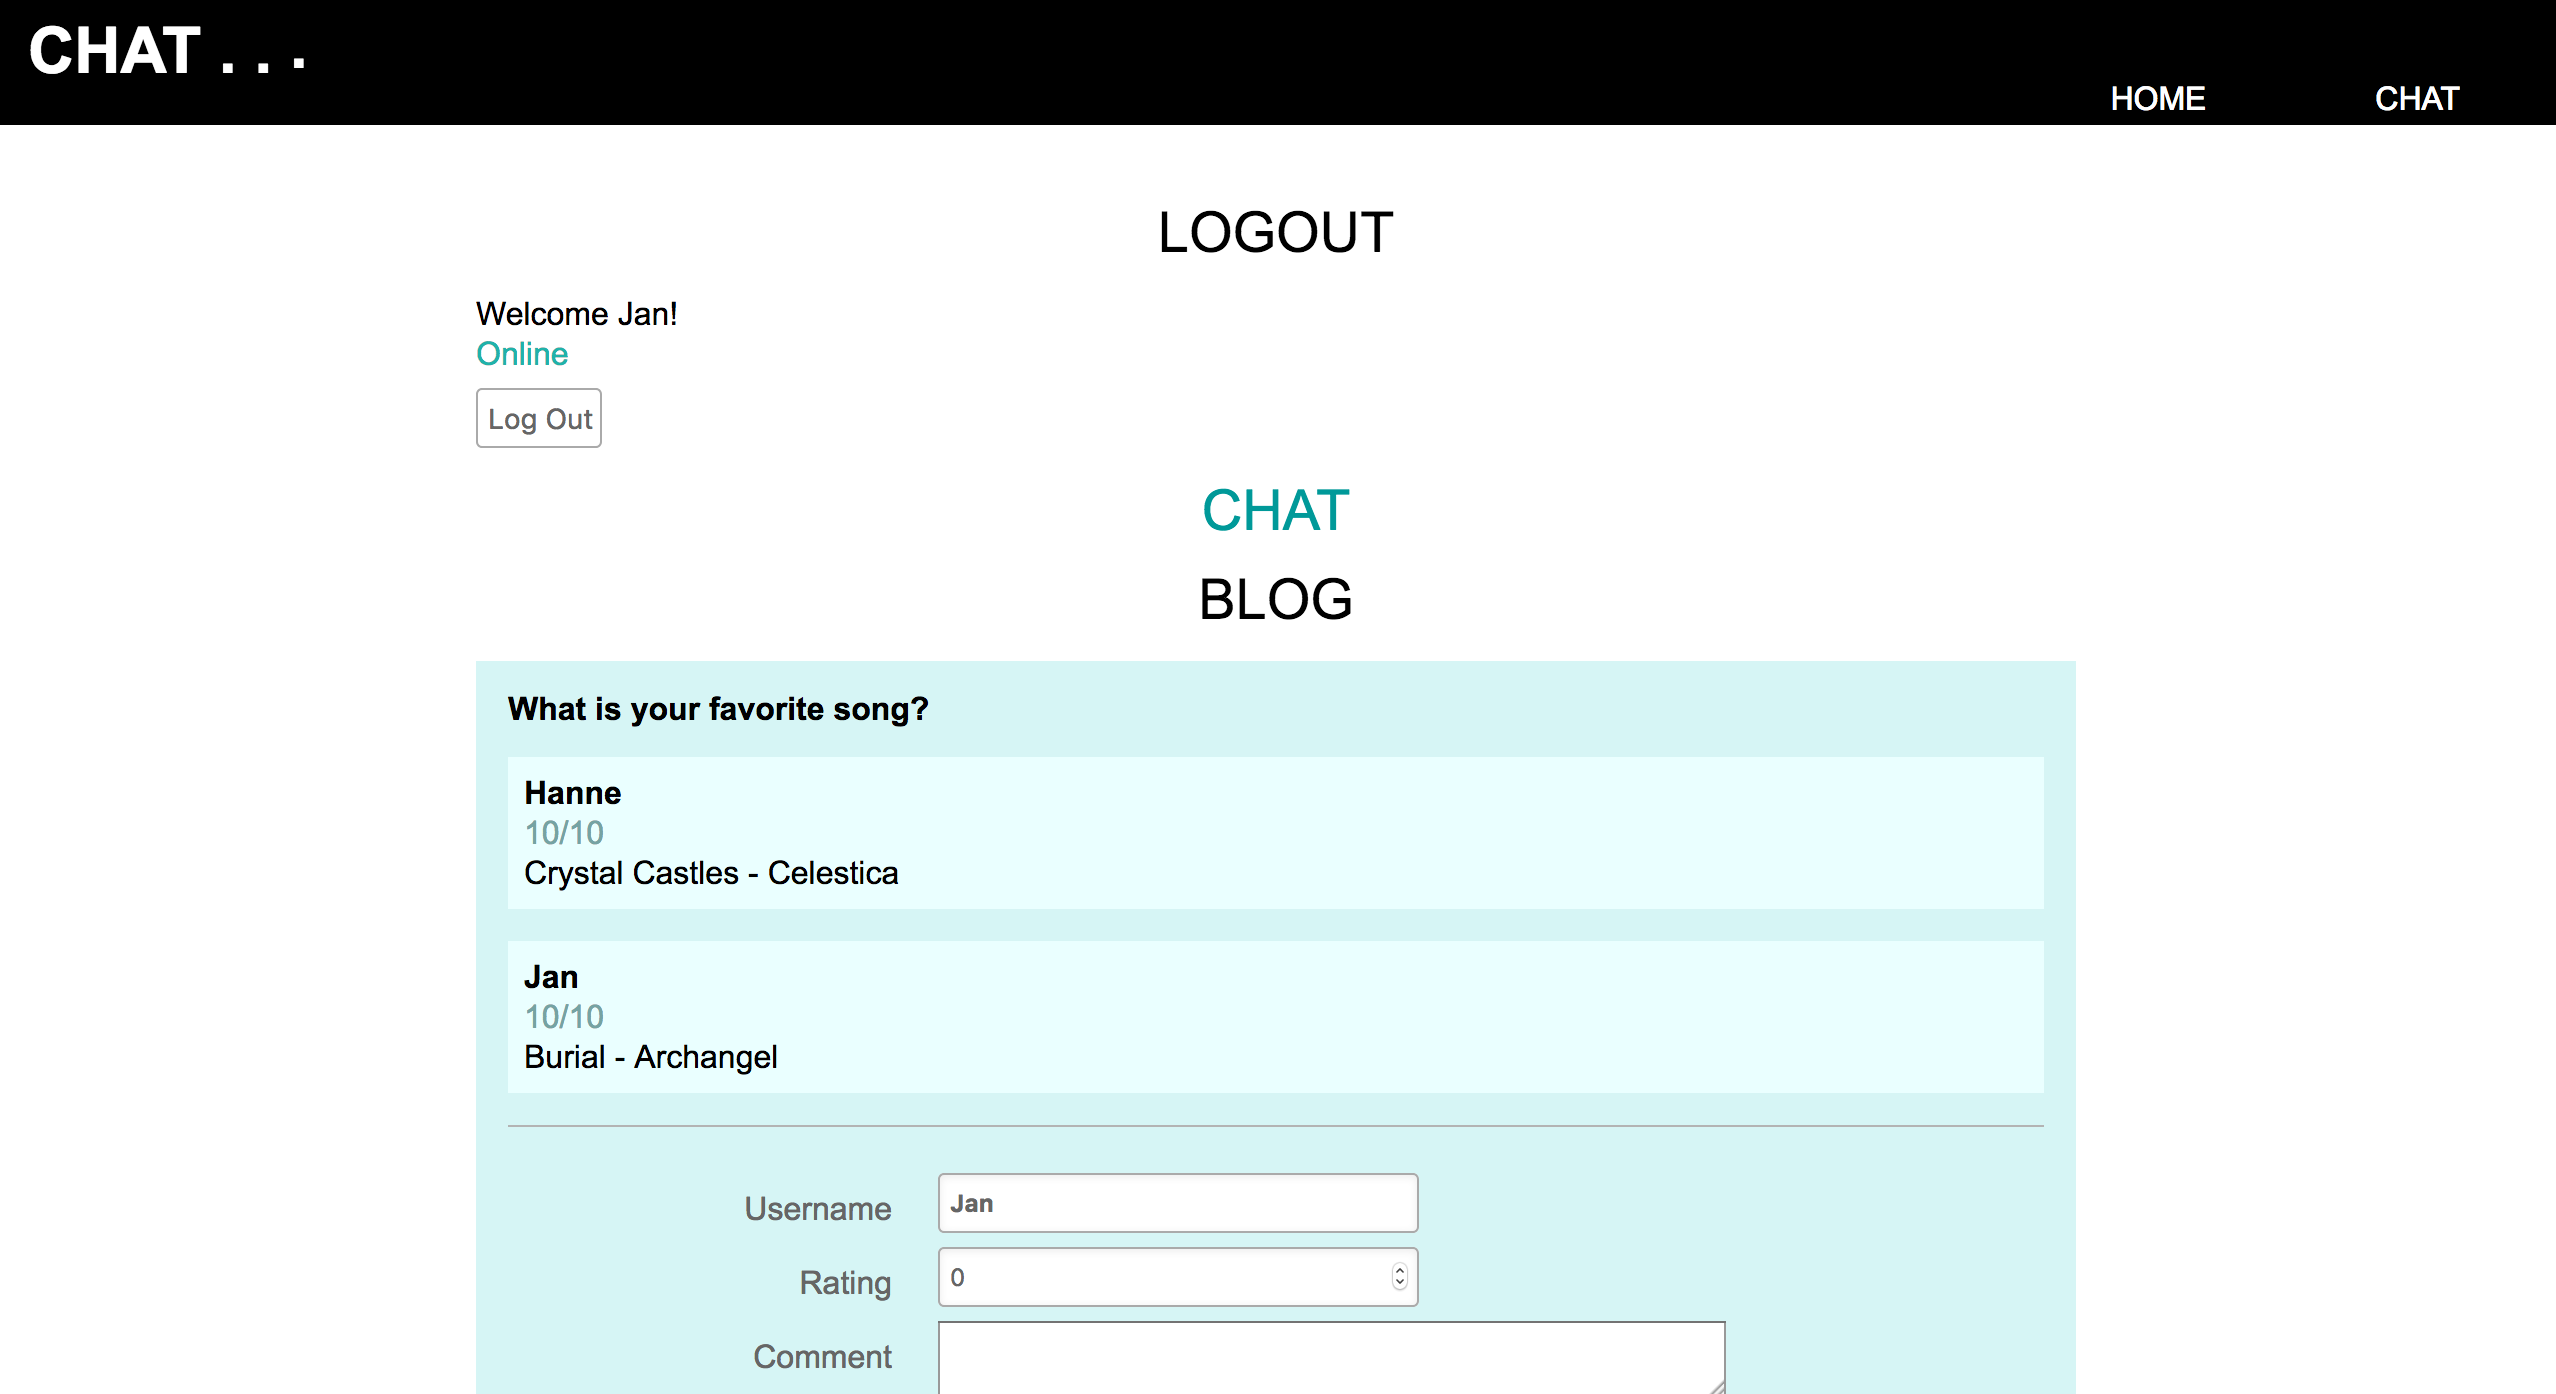 CHAT . . .
HOME CHAT
LOGOUT
Welcome Jan!
Online
Log Out
CHAT
BLOG
What is your favorite song?
Hanne
10/10
Crystal Castles - Celestica
Jan
10/10
Burial - Archangel
Username Jan
Rating 0
Comment